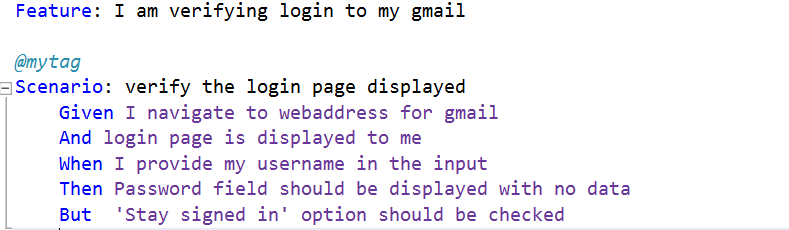 Feature: I am verifying login to my gmail
@mytag
Scenario: verify the login page displayed
Given I navigate to webaddress for gmail
And login page is displayed to me
When I provide my username in the input
Then Password field should be displayed with no data
But  'Stay signed in' option should be checked